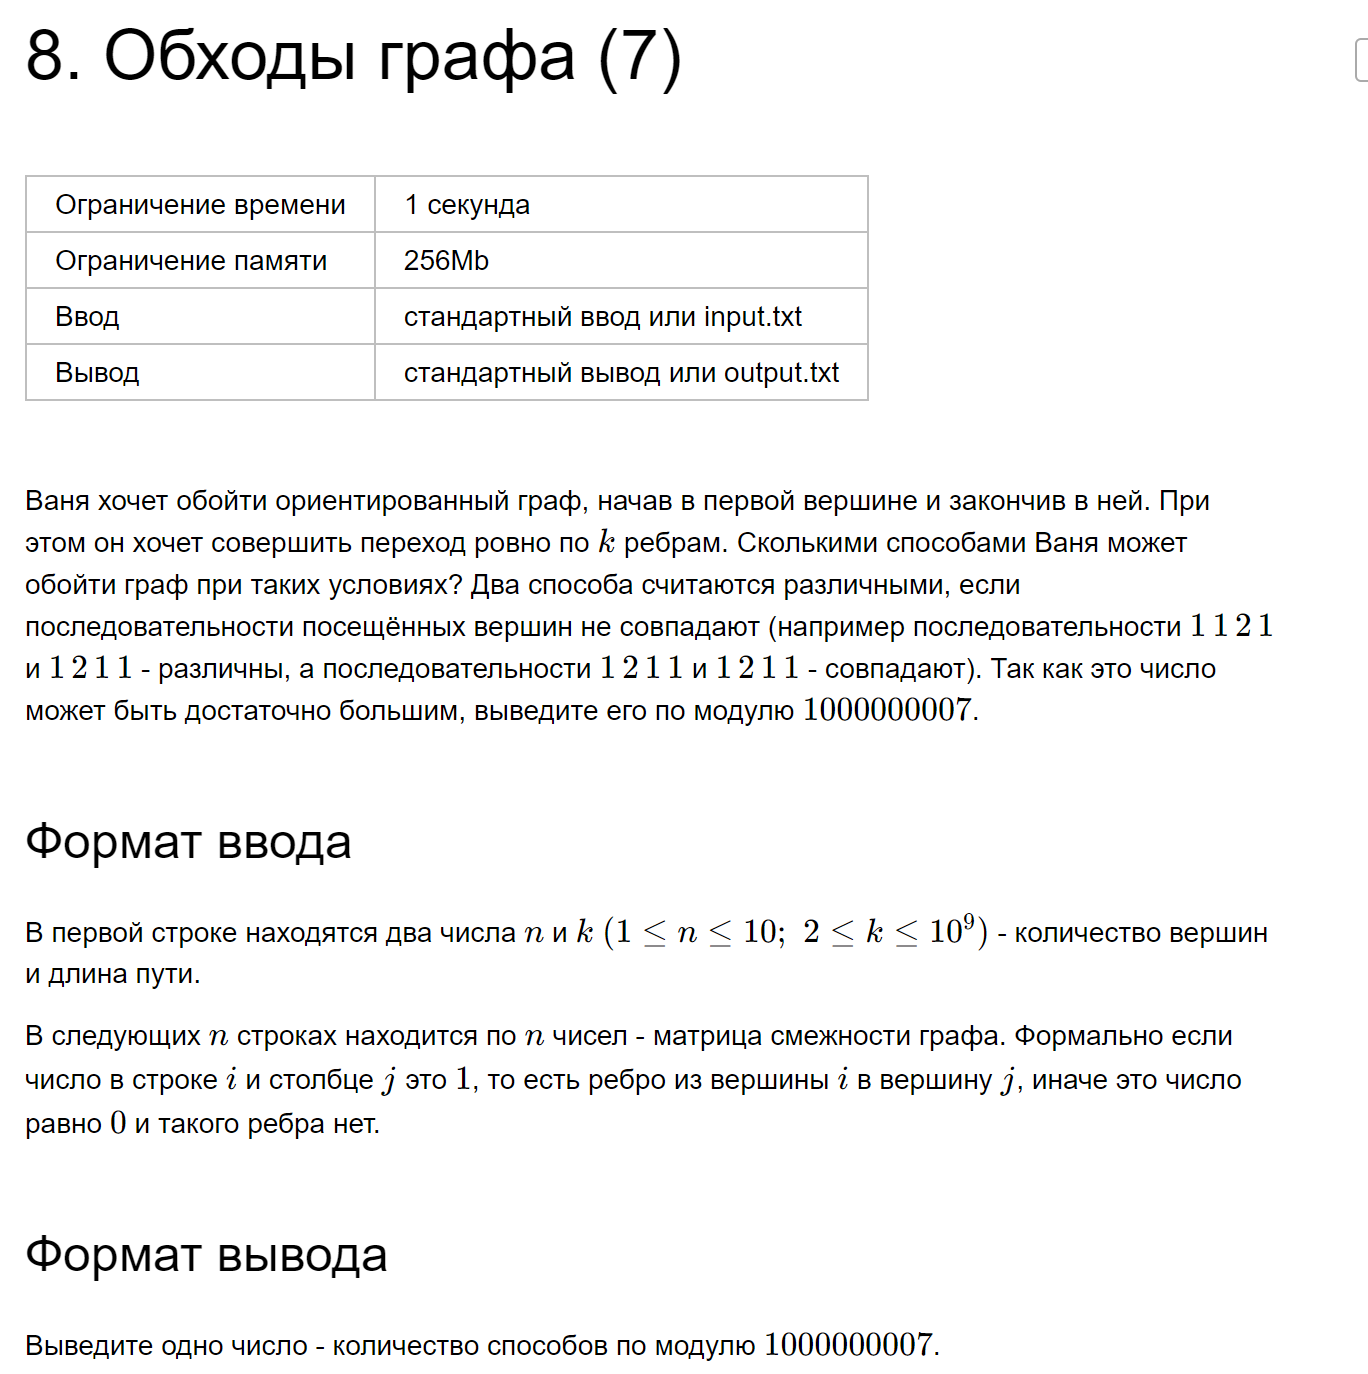 8. Обходы графа (7)
Ограничение времени 1 секунда
Ограничение памяти 256Mb
Ввод стандартный ввод или input.txt
Вывод стандартный вывод или output.txt
Ваня хочет обойти ориентированный граф, начав в первой вершине и закончив в ней. При
этом он хочет совершить переход ровно по k ребрам. Сколькими способами Ваня может
обойти граф при таких условиях? Два способа считаются различными, если
последовательности посещённых вершин не совпадают (например последовательности 1 1 2 1
и 1 2 1 1 - различны, а последовательности 1 2 1 1 и 1 2 1 1 - совпадают). Так как это число
может быть достаточно большим, выведите его по модулю 1000000007.
Формат ввода
В первой строке находятся два числа n и k (1 ≤ n ≤ 10; 2 ≤ k ≤ 10⁹) - количество вершин
и длина пути.
В следующих n строках находится по n чисел - матрица смежности графа. Формально если
число в строке i и столбце j это 1, то есть ребро из вершины i в вершину j, иначе это число
равно 0 и такого ребра нет.
Формат вывода
Выведите одно число - количество способов по модулю 1000000007.